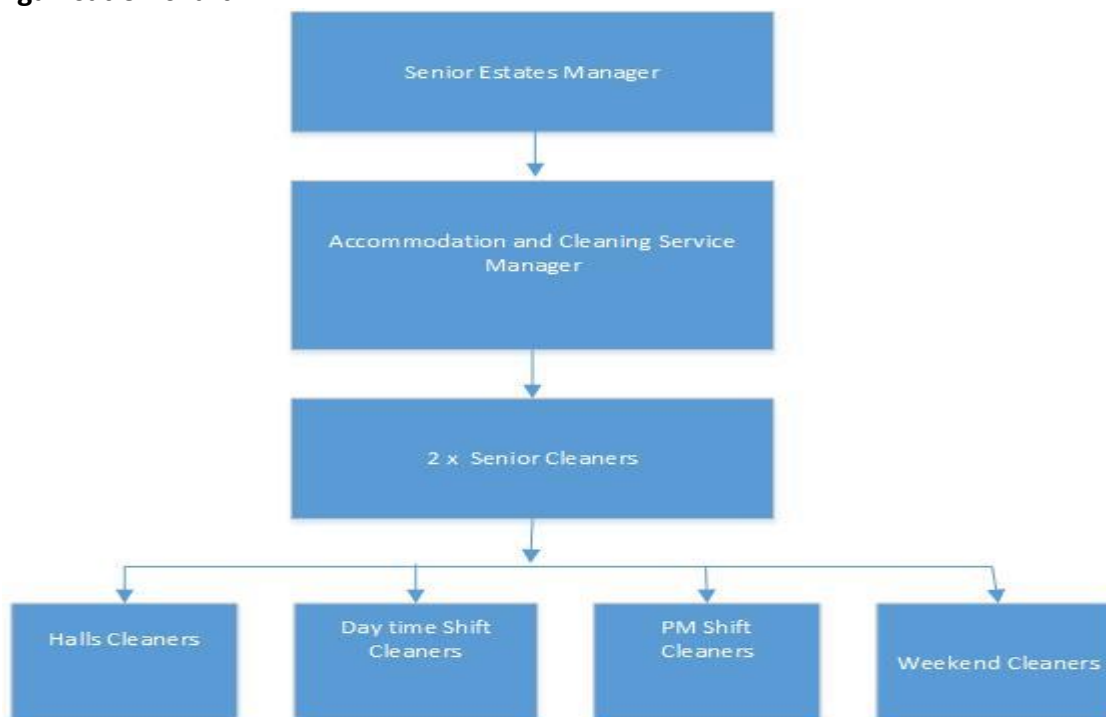 Senior Estates Manager
Accommodation and Cleaning Service
Manager
2 x Senior Cleaners
Halls Cleaners
Day time Shift
Cleaners
PM Shift
Cleaners
Weekend Cleaners